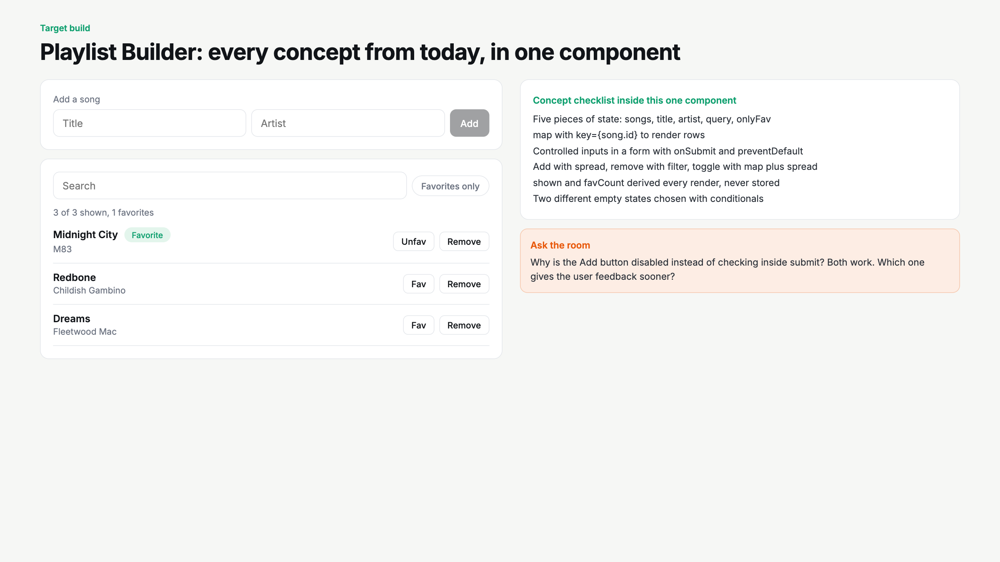 Target build
Playlist Builder: every concept from today, in one component
Add a song
Title
Artist
Add
Search
Favorites only
3 of 3 shown, 1 favorites
Midnight City
Favorite
M83
Unfav
Remove
Redbone
Childish Gambino
Fav
Remove
Dreams
Fleetwood Mac
Fav
Remove
Concept checklist inside this one component
Five pieces of state: songs, title, artist, query, onlyFav
map with key={song.id} to render rows
Controlled inputs in a form with onSubmit and preventDefault
Add with spread, remove with filter, toggle with map plus spread
shown and favCount derived every render, never stored
Two different empty states chosen with conditionals
Ask the room
Why is the Add button disabled instead of checking inside submit? Both work. Which one
gives the user feedback sooner?